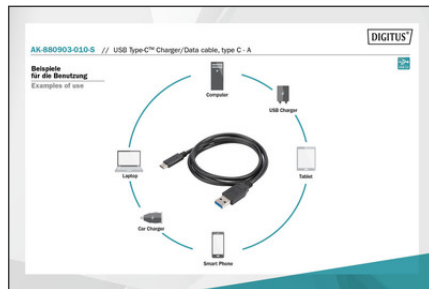 DIGITUS®
AK-880903-010-S // USB Type-C™ Charger/Data cable, type C - A
Beispiele
für die Benutzung
Examples of use
Computer
USB Charger
Laptop
Tablet
Car Charger
Smart Phone